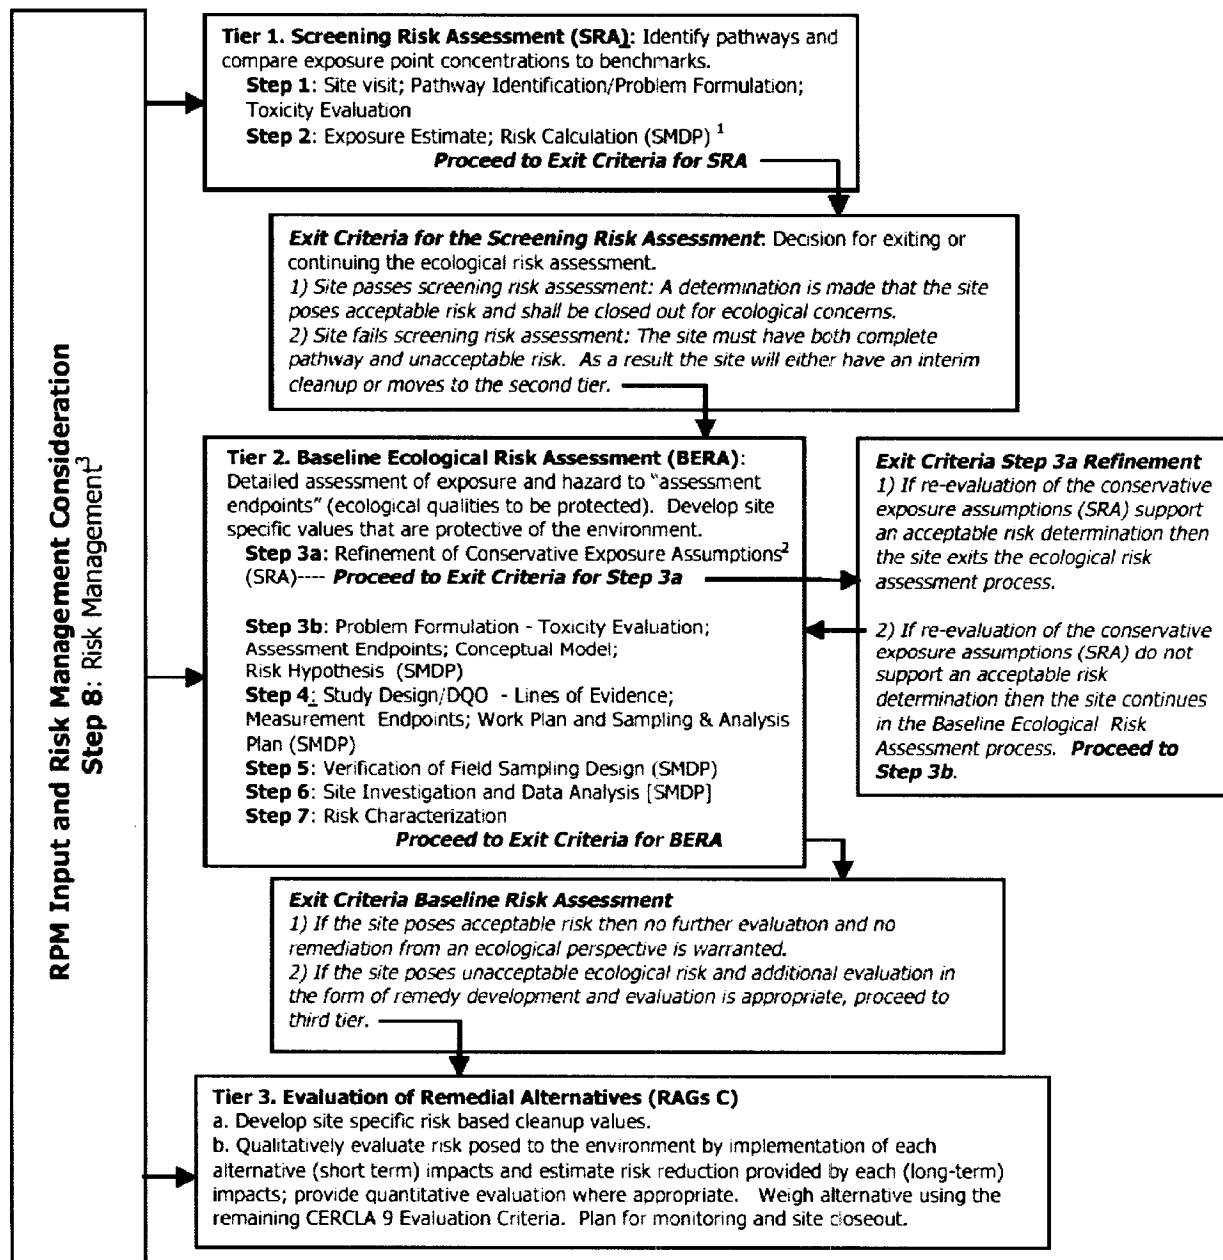 RPM Input and Risk Management Consideration
Step 8: Risk Management3
Tier 1. Screening Risk Assessment (SRA): Identify pathways and
compare exposure point concentrations to benchmarks.
Step 1: Site visit; Pathway Identification/Problem Formulation;
Toxicity Evaluation
Step 2: Exposure Estimate; Risk Calculation (SMDP) 1
Proceed to Exit Criteria for SRA
Exit Criteria for the Screening Risk Assessment: Decision for exiting or
continuing the ecological risk assessment.
1) Site passes screening risk assessment: A determination is made that the site
poses acceptable risk and shall be closed out for ecological concerns.
2) Site fails screening risk assessment: The site must have both complete
pathway and unacceptable risk. As a result the site will either have an interim
cleanup or moves to the second tier.
Tier 2. Baseline Ecological Risk Assessment (BERA):
Detailed assessment of exposure and hazard to "assessment
endpoints" (ecological qualities to be protected). Develop site
specific values that are protective of the environment.
Step 3a: Refinement of Conservative Exposure Assumptions2
(SRA)---- Proceed to Exit Criteria for Step 3a
Step 3b: Problem Formulation - Toxicity Evaluation;
Assessment Endpoints; Conceptual Model;
Risk Hypothesis (SMDP)
Step 4: Study Design/DQO - Lines of Evidence;
Measurement Endpoints; Work Plan and Sampling & Analysis
Plan (SMDP)
Step 5: Verification of Field Sampling Design (SMDP)
Step 6: Site Investigation and Data Analysis [SMDP]
Step 7: Risk Characterization
Proceed to Exit Criteria for BERA
Exit Criteria Step 3a Refinement
1) If re-evaluation of the conservative
exposure assumptions (SRA) support
an acceptable risk determination then
the site exits the ecological risk
assessment process.
2) If re-evaluation of the conservative
exposure assumptions (SRA) do not
support an acceptable risk
determination then the site continues
in the Baseline Ecological Risk
Assessment process. Proceed to
Step 3b.
Exit Criteria Baseline Risk Assessment
1) If the site poses acceptable risk then no further evaluation and no
remediation from an ecological perspective is warranted.
2) If the site poses unacceptable ecological risk and additional evaluation in
the form of remedy development and evaluation is appropriate, proceed to
third tier.
Tier 3. Evaluation of Remedial Alternatives (RAGs C)
a. Develop site specific risk based cleanup values.
b. Qualitatively evaluate risk posed to the environment by implementation of each
alternative (short term) impacts and estimate risk reduction provided by each (long-term)
impacts; provide quantitative evaluation where appropriate. Weigh alternative using the
remaining CERCLA 9 Evaluation Criteria. Plan for monitoring and site closeout.